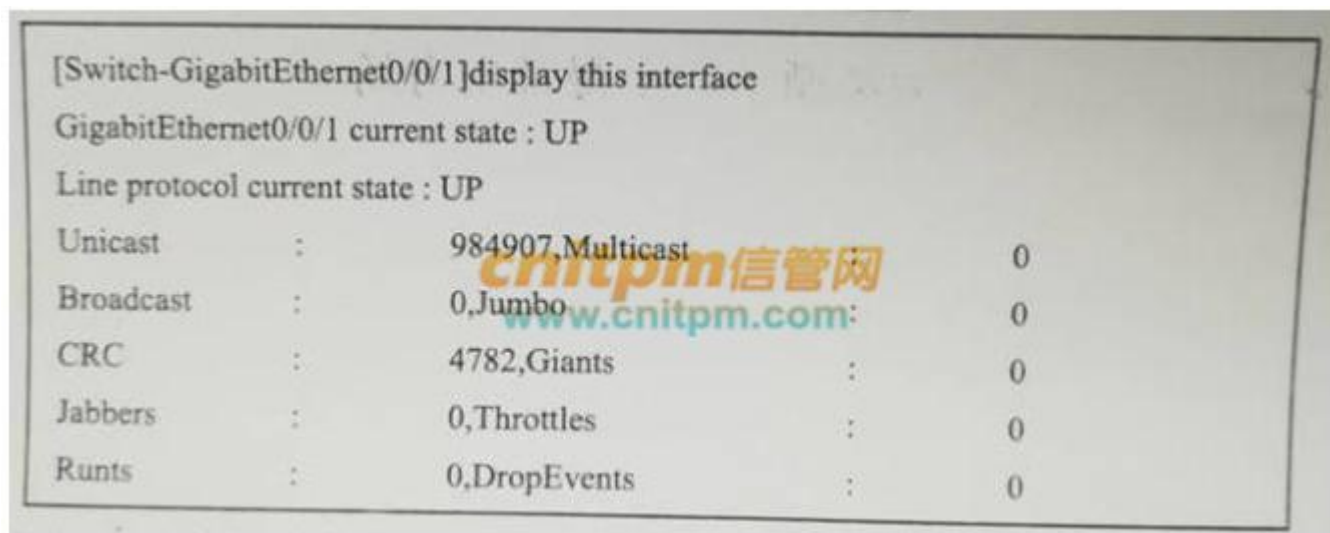 [Switch-GigabitEthernet0/0/1]display this interface
GigabitEthernet0/0/1 current state : UP
Line protocol current state : UP
Unicast : 984907,Multicast : 0
cnitpm信管网
Broadcast : 0,Jumbo : 0
www.cnitpm.com
CRC : 4782,Giants : 0
Jabbers : 0,Throttles : 0
Runts : 0,DropEvents : 0